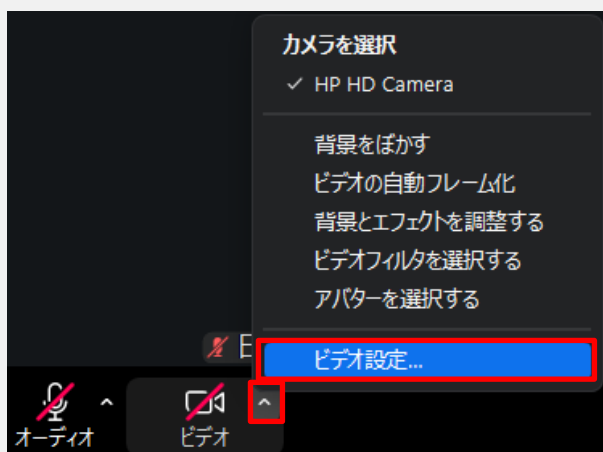 カメラを選択
✓ HP HD Camera
背景をぼかす
ビデオの自動フレーム化
背景とエフェクトを調整する
ビデオフィルタを選択する
アバターを選択する
ビデオ設定...
オーディオ
ビデオ